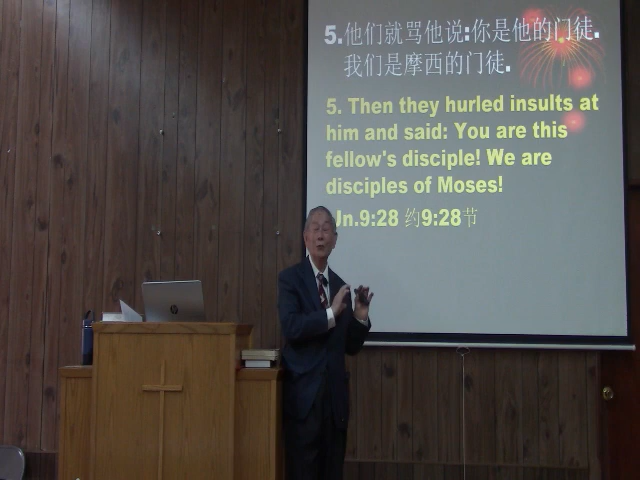 5.他们就骂他说:你是他的门徒.
我们是摩西的门徒.
5. Then they hurled insults at
him and said: You are this
fellow's disciple! We are
disciples of Moses!
Jn.9:28 约9:28节
hp